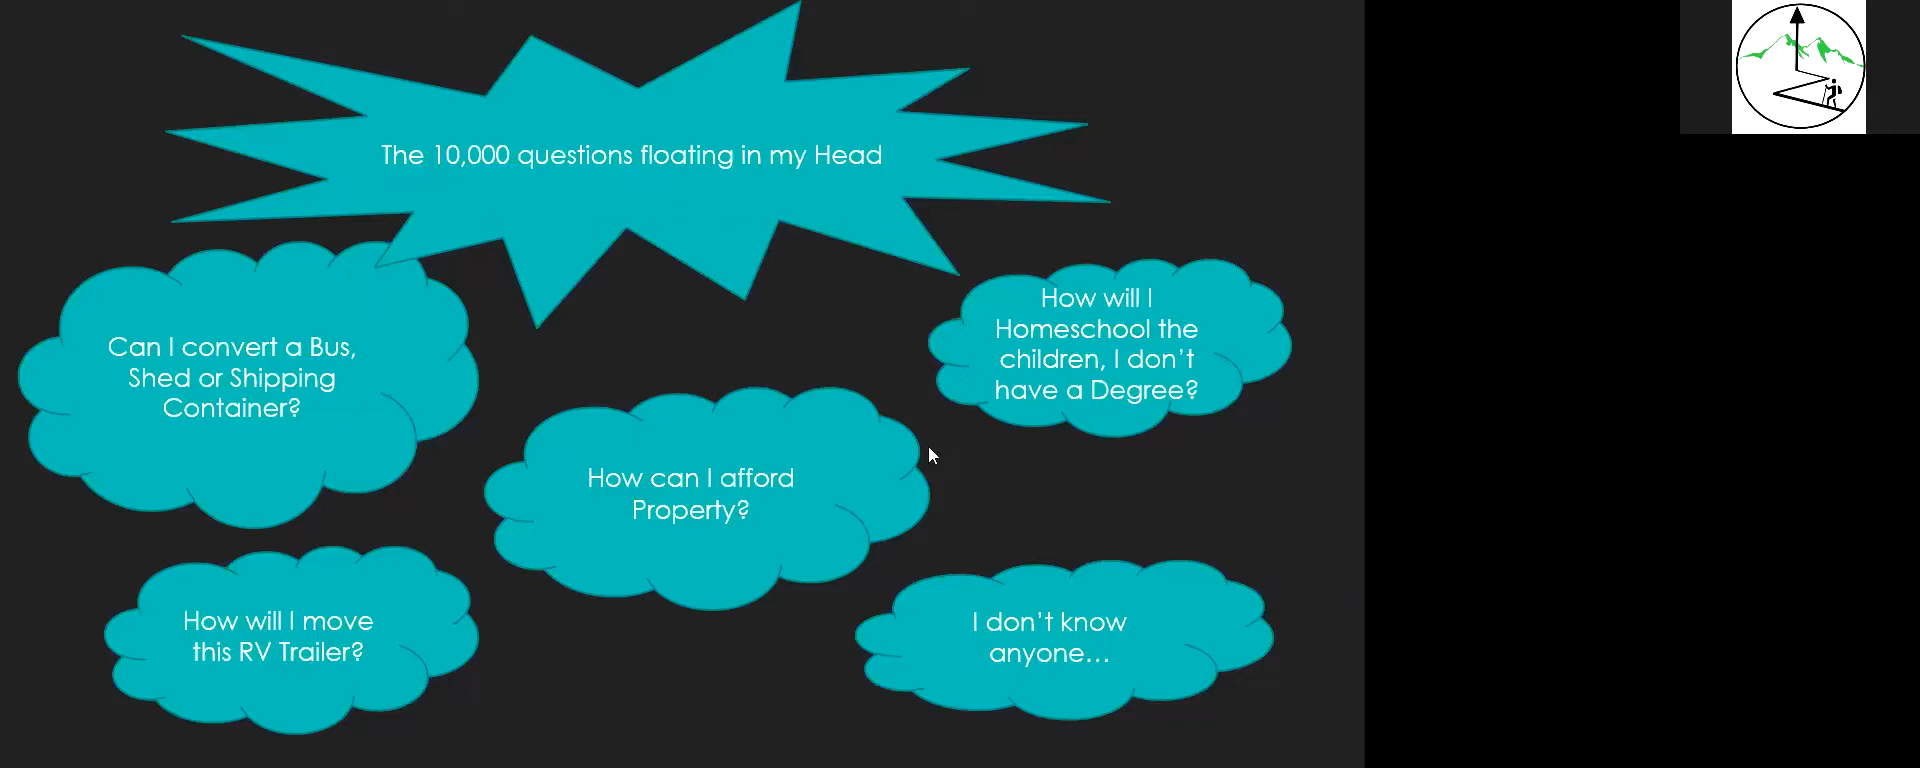 The 10,000 questions floating in my Head
Can I convert a Bus,
Shed or Shipping
Container?
How will I
Homeschool the
children, I don't
have a Degree?
How can I afford
Property?
How will I move
this RV Trailer?
I don't know
anyone...